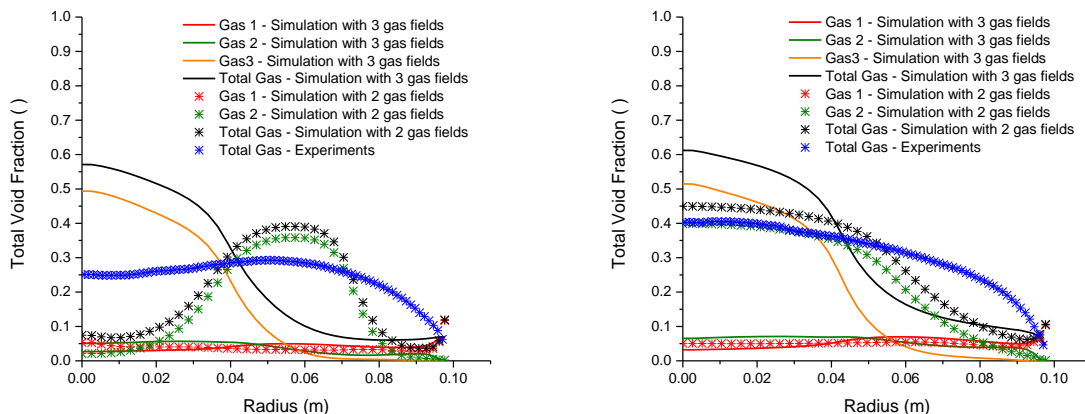 1.0
0.9
0.8
0.7
0.6
0.5
0.4
0.3
0.2
0.1
0.0
Total Void Fraction ( )
Gas 1 - Simulation with 3 gas fields
Gas 2 - Simulation with 3 gas fields
Gas3 - Simulation with 3 gas fields
Total Gas - Simulation with 3 gas fields
Gas 1 - Simulation with 2 gas fields
Gas 2 - Simulation with 2 gas fields
Total Gas - Simulation with 2 gas fields
Total Gas - Experiments
0.00 0.02 0.04 0.06 0.08 0.10
Radius (m)
1.0
0.9
0.8
0.7
0.6
0.5
0.4
0.3
0.2
0.1
0.0
Total Void Fraction ( )
Gas 1 - Simulation with 3 gas fields
Gas 2 - Simulation with 3 gas fields
Gas3 - Simulation with 3 gas fields
Total Gas - Simulation with 3 gas fields
Gas 1 - Simulation with 2 gas fields
Gas 2 - Simulation with 2 gas fields
Total Gas - Simulation with 2 gas fields
Total Gas - Experiments
0.00 0.02 0.04 0.06 0.08 0.10
Radius (m)